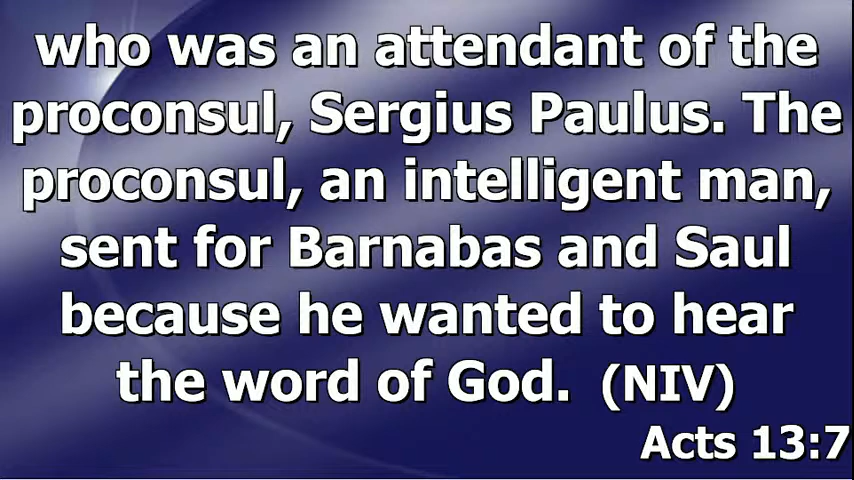 who was an attendant of the
proconsul, Sergius Paulus. The
proconsul, an intelligent man,
sent for Barnabas and Saul
because he wanted to hear
the word of God. (NIV)
Acts 13:7